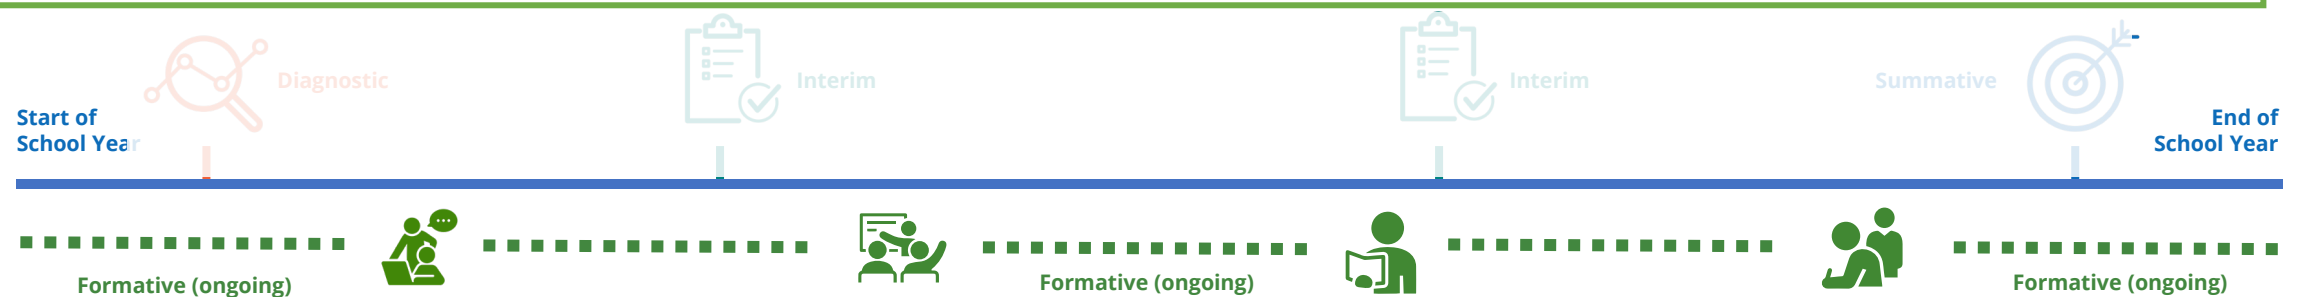 Diagnostic
Interim
Interim
Summative
Start of
School Year
End of
School Year
Formative (ongoing)
Formative (ongoing)
Formative (ongoing)